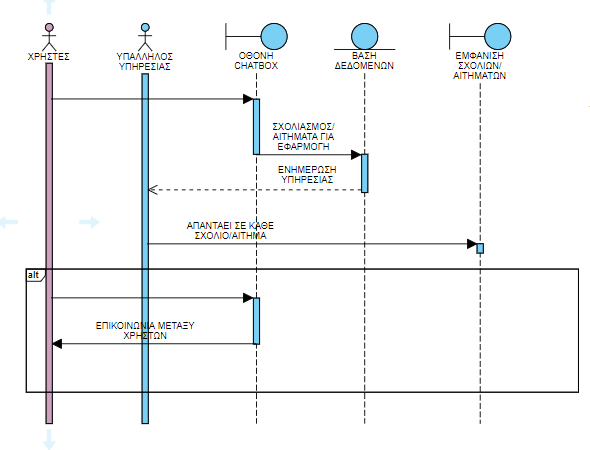 ΧΡΗΣΤΕΣ
ΥΠΑΛΛΗΛΟΣ
ΥΠΗΡΕΣΙΑΣ
ΟΘΟΝΗ
CHATBOX
ΒΑΣΗ
ΔΕΔΟΜΕΝΩΝ
ΕΜΦΑΝΙΣΗ
ΣΧΟΛΙΩΝ/
ΑΙΤΗΜΑΤΩΝ
ΣΧΟΛΙΑΣΜΟΣ/
ΑΙΤΗΜΑΤΑ ΓΙΑ
ΕΦΑΡΜΟΓΗ
ΕΝΗΜΕΡΩΣΗ
ΥΠΗΡΕΣΙΑΣ
ΑΠΑΝΤΑΕΙ ΣΕ ΚΑΘΕ
ΣΧΟΛΙΟ/ΑΙΤΗΜΑ
alt
ΕΠΙΚΟΙΝΩΝΙΑ ΜΕΤΑΞΥ
ΧΡΗΣΤΩΝ